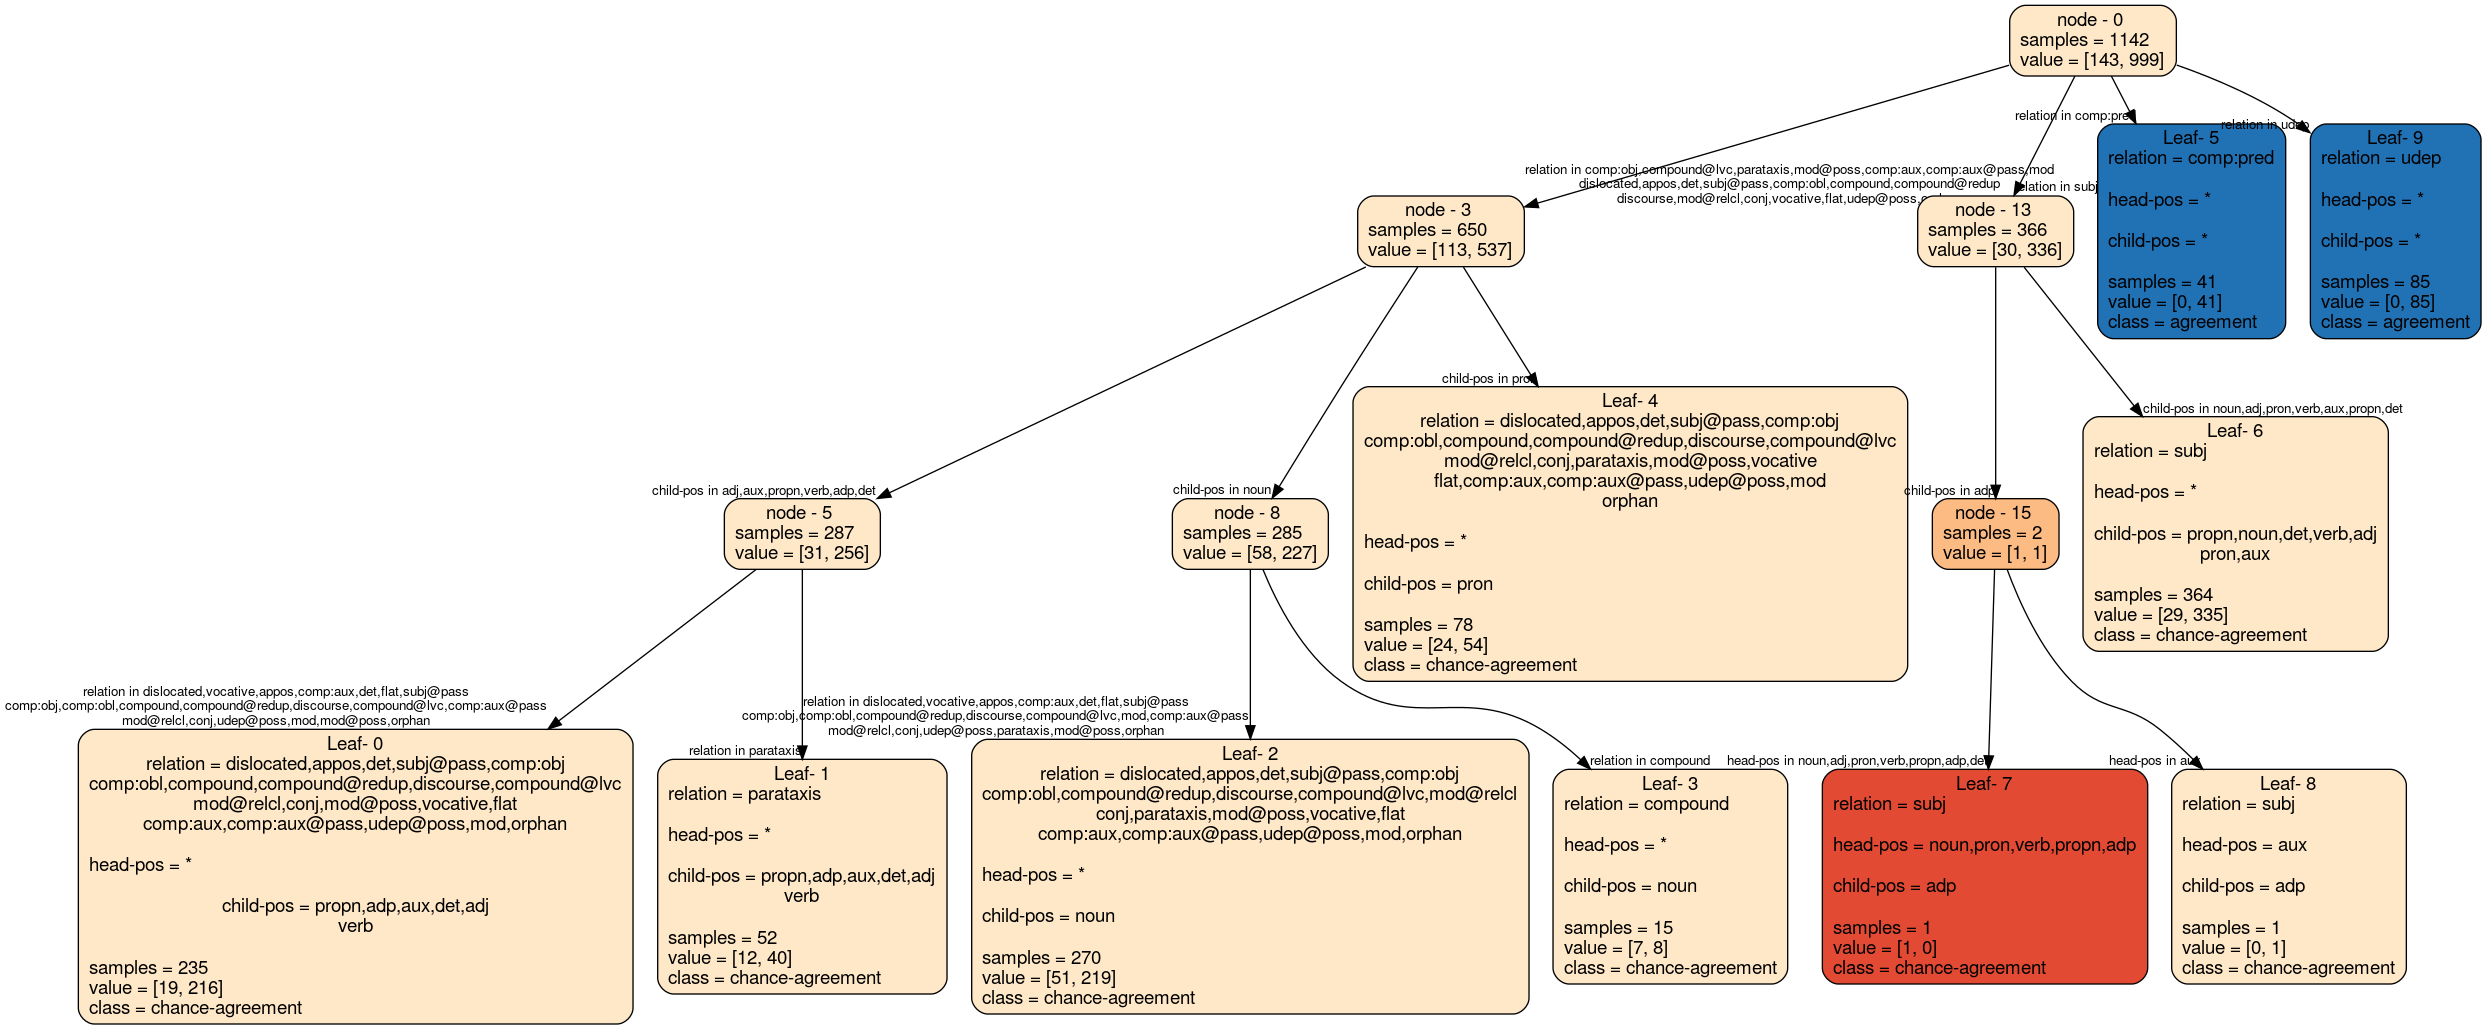 node - 0
samples = 1142
value = [143, 999]
relation in comp:pre
relation in
relation in comp:obj,compound@lvc,parataxis,mod@poss,comp:aux,comp:aux@pass,mod
dislocated,appos,det,subj@pass,comp:obl,compound,compound@redup
discourse,mod@relcl,conj,vocative,flat,udep@poss
relation in subj
node - 3
samples = 650
value = [113, 537]
node - 13
samples = 366
value = [30, 336]
Leaf- 5
relation = comp:pred
head-pos = *
child-pos = *
samples = 41
value = [0, 41]
class = agreement
Leaf- 9
relation = udep
head-pos = *
child-pos = *
samples = 85
value = [0, 85]
class = agreement
child-pos in adj,aux,propn,verb,adp,det
child-pos in noun
child-pos in pron
child-pos in adp
child-pos in noun,adj,pron,verb,aux,propn,det
node - 5
samples = 287
value = [31, 256]
node - 8
samples = 285
value = [58, 227]
Leaf- 4
relation = dislocated,appos,det,subj@pass,comp:obj
comp:obl,compound,compound@redup,discourse,compound@lvc
mod@relcl,conj,parataxis,mod@poss,vocative
flat,comp:aux,comp:aux@pass,udep@poss,mod
orphan
head-pos = *
child-pos = pron
samples = 78
value = [24, 54]
class = chance-agreement
node - 15
samples = 2
value = [1, 1]
Leaf- 6
relation = subj
head-pos = *
child-pos = propn,noun,det,verb,adj
pron,aux
samples = 364
value = [29, 335]
class = chance-agreement
relation in dislocated,vocative,appos,comp:aux,det,flat,subj@pass
comp:obj,comp:obl,compound,compound@redup,discourse,compound@lvc,comp:aux@pass
mod@relcl,conj,udep@poss,mod,mod@poss,orphan
relation in parataxis
relation in dislocated,vocative,appos,comp:aux,det,flat,subj@pass
comp:obj,comp:obl,compound@redup,discourse,compound@lvc,mod,comp:aux@pass
mod@relcl,conj,udep@poss,parataxis,mod@poss,orphan
relation in compound
head-pos in noun,adj,pron,verb,propn,adp,det
head-pos in aux
Leaf- 0
relation = dislocated,appos,det,subj@pass,comp:obj
comp:obl,compound,compound@redup,discourse,compound@lvc
mod@relcl,conj,mod@poss,vocative,flat
comp:aux,comp:aux@pass,udep@poss,mod,orphan
head-pos = *
child-pos = propn,adp,aux,det,adj
verb
samples = 235
value = [19, 216]
class = chance-agreement
Leaf- 1
relation = parataxis
head-pos = *
child-pos = propn,adp,aux,det,adj
verb
samples = 52
value = [12, 40]
class = chance-agreement
Leaf- 2
relation = dislocated,appos,det,subj@pass,comp:obj
comp:obl,compound@redup,discourse,compound@lvc,mod@relcl
conj,parataxis,mod@poss,vocative,flat
comp:aux,comp:aux@pass,udep@poss,mod,orphan
head-pos = *
child-pos = noun
samples = 270
value = [51, 219]
class = chance-agreement
Leaf- 3
relation = compound
head-pos = *
child-pos = noun
samples = 15
value = [7, 8]
class = chance-agreement
Leaf- 7
relation = subj
head-pos = noun,pron,verb,propn,adp
child-pos = adp
samples = 1
value = [1, 0]
class = chance-agreement
Leaf- 8
relation = subj
head-pos = aux
child-pos = adp
samples = 1
value = [0, 1]
class = chance-agreement